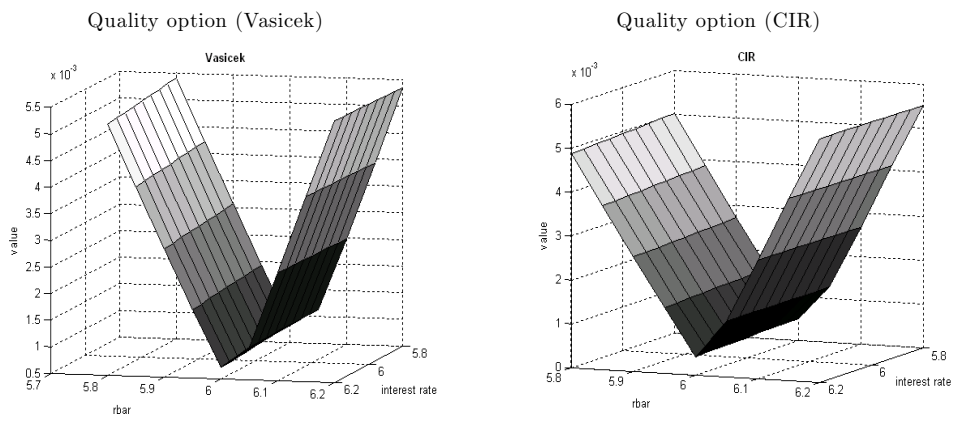 Quality option (Vasicek)
Vasicek
x 10^-3
5.5
5
4.5
4
3.5
3
2.5
2
1.5
1
0.5
value
5.7
5.8
5.9
6
6.1
6.2
rbar
6.2
6
5.8
interest rate
Quality option (CIR)
CIR
x 10^-3
6
5
4
3
2
1
0
value
5.8
5.9
6
6.1
6.2
rbar
6.2
6
5.8
interest rate